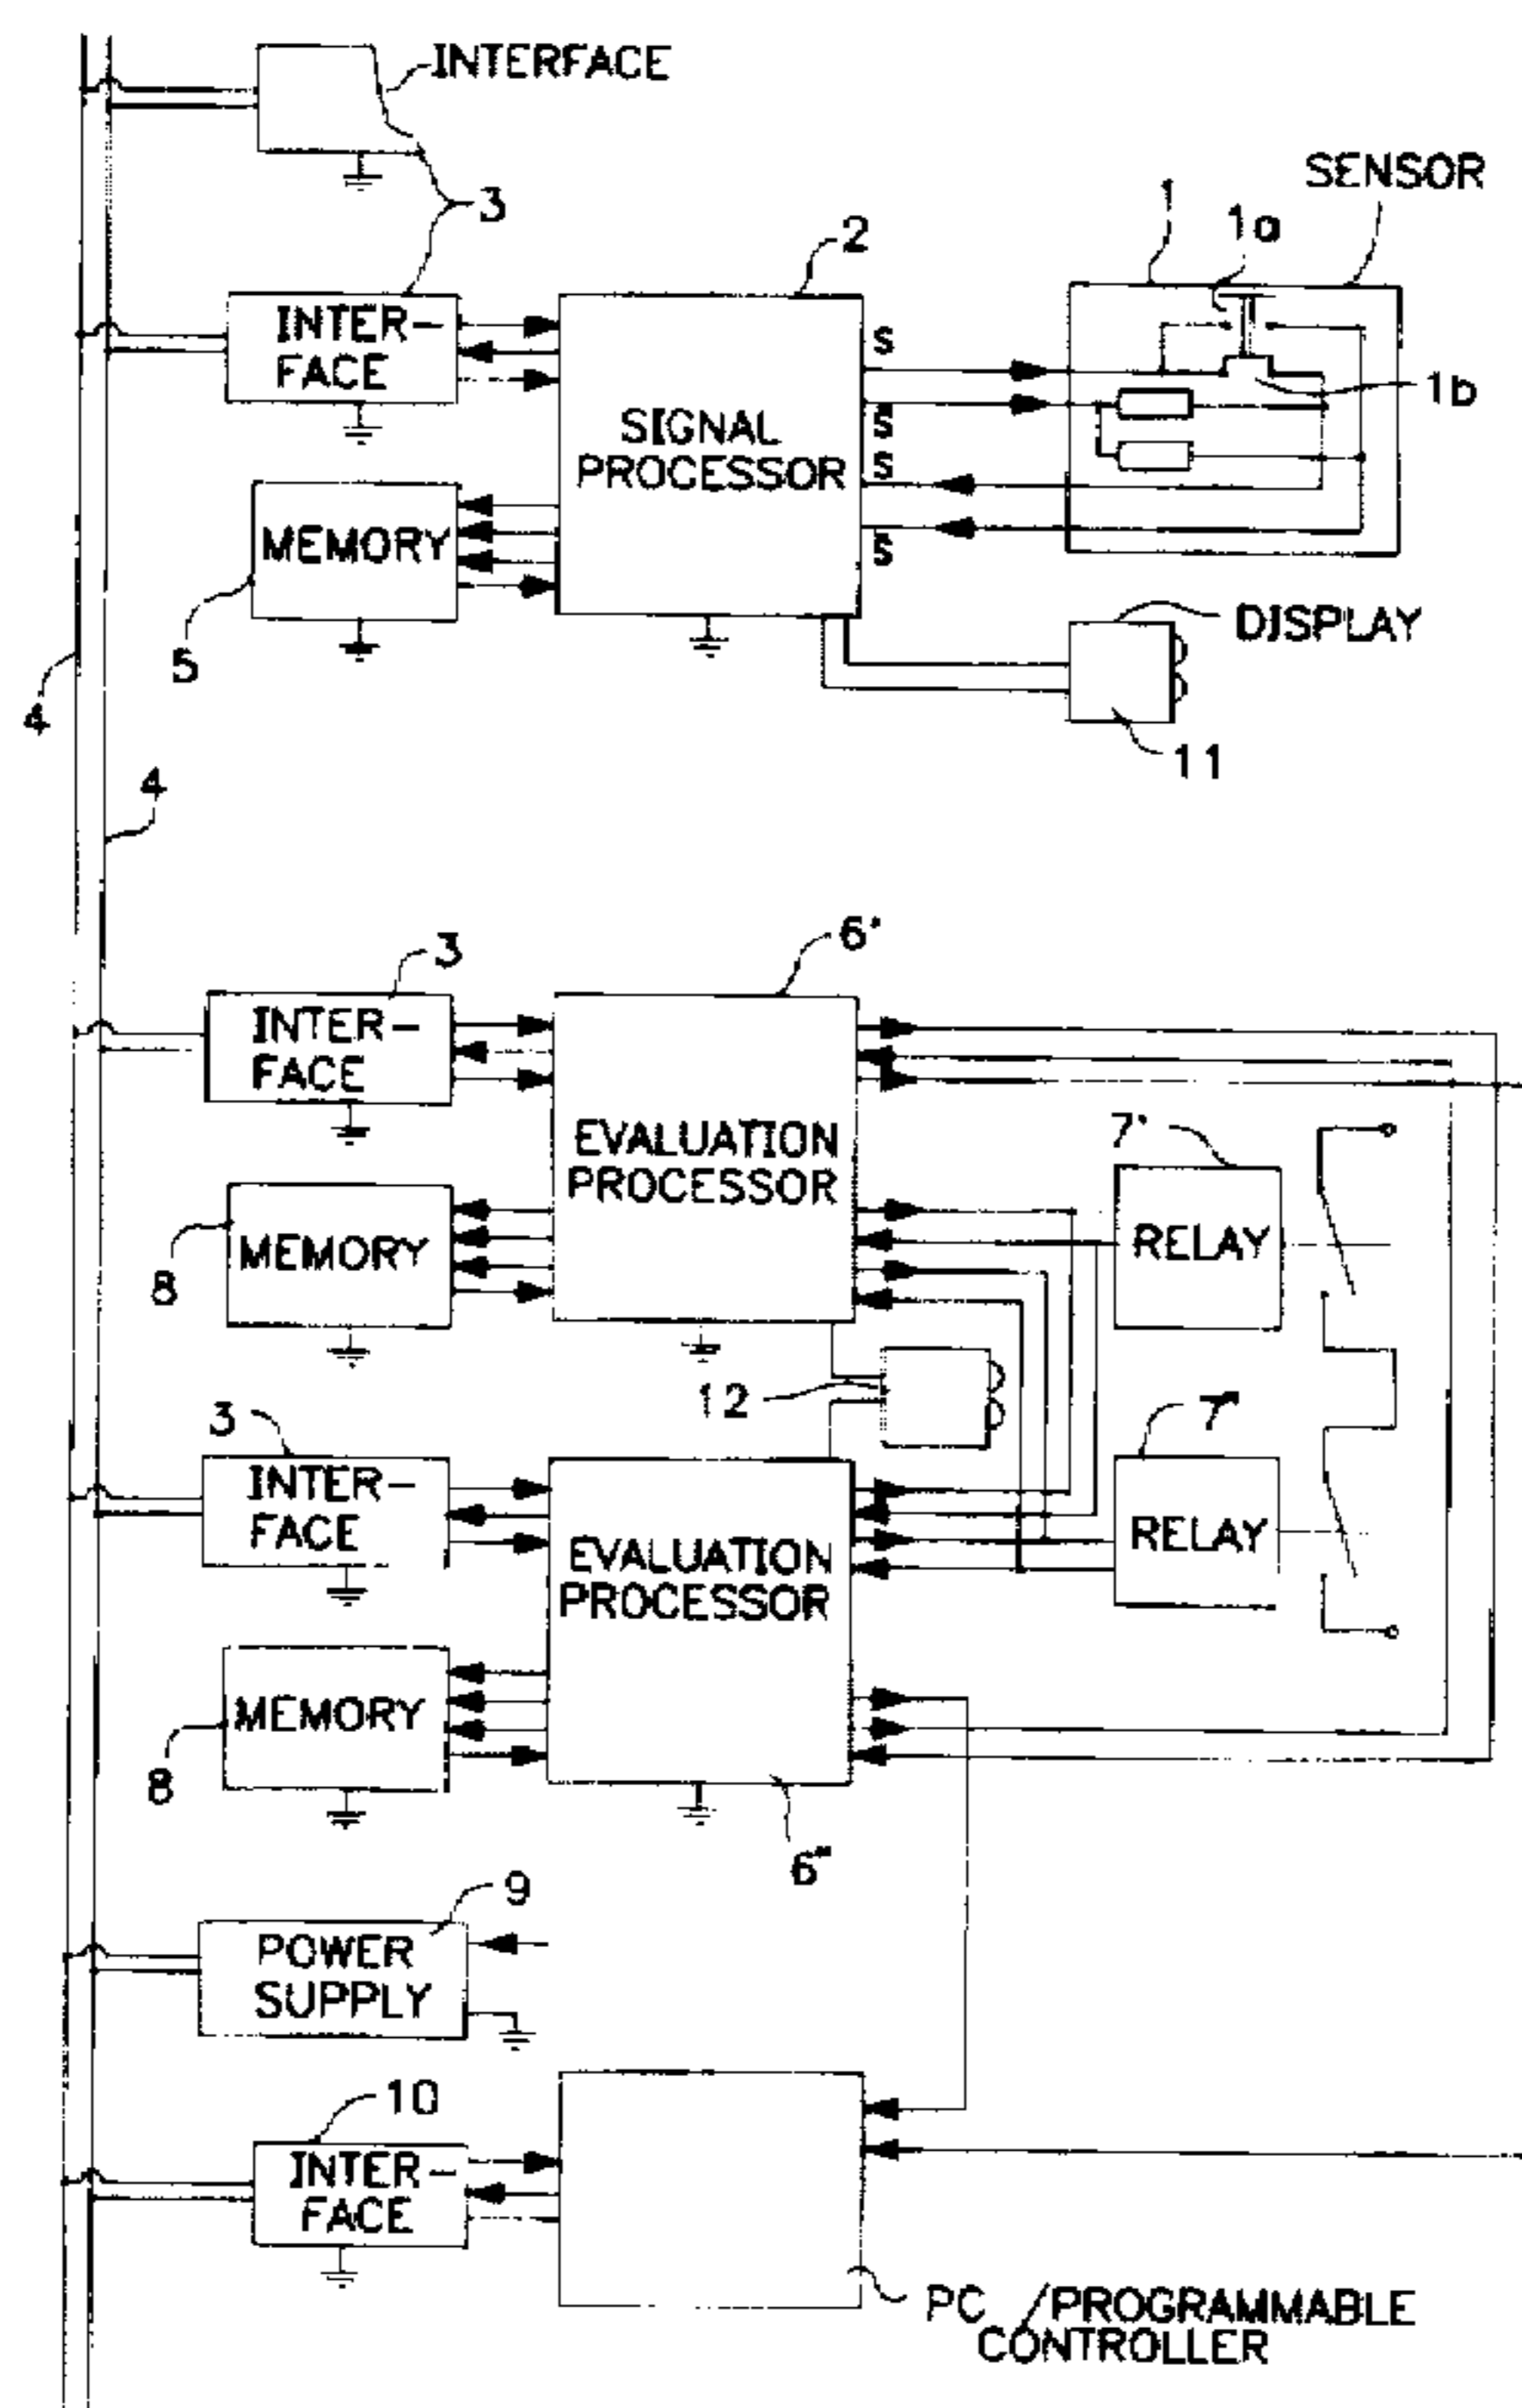 INTERFACE
3
SENSOR
1
1a
2
INTER-
FACE
S
S
S
S
1b
SIGNAL
PROCESSOR
MEMORY
5
DISPLAY
11
4
4
3
6'
INTER-
FACE
EVALUATION
PROCESSOR
7'
RELAY
MEMORY
8
12
3
7"
INTER-
FACE
EVALUATION
PROCESSOR
RELAY
MEMORY
8
6"
9
POWER
SUPPLY
10
INTER-
FACE
PC/PROGRAMMABLE
CONTROLLER